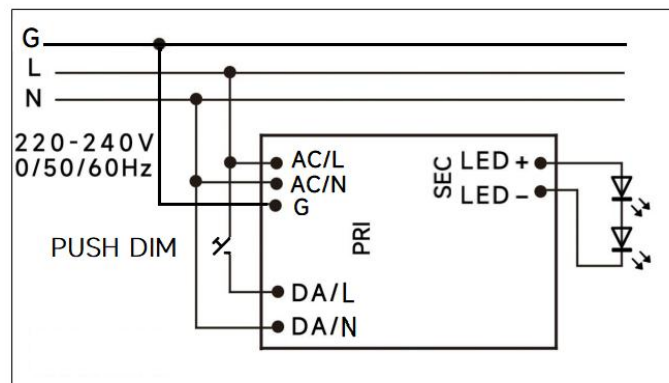 G
L
N
220-240V
0/50/60Hz
AC/L
AC/N
G
PRI
SEC
LED +
LED −
PUSH DIM
DA/L
DA/N